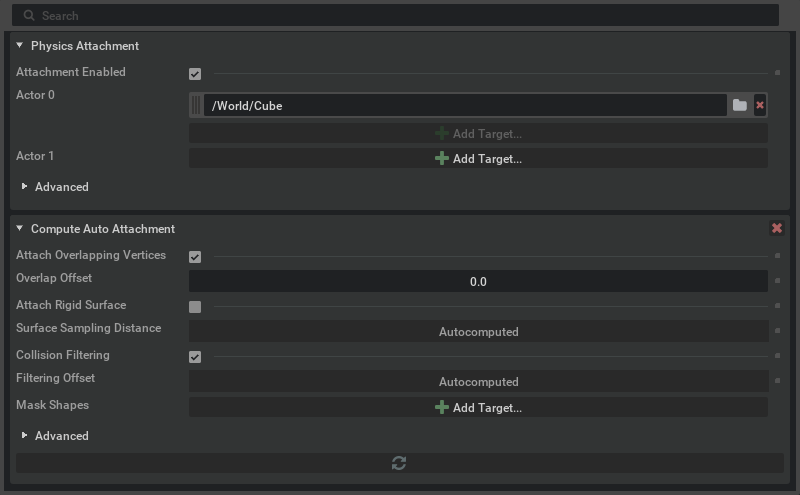 Search
Physics Attachment
Attachment Enabled
Actor 0
/World/Cube
Add Target...
Actor 1
Add Target...
Advanced
Compute Auto Attachment
Attach Overlapping Vertices
Overlap Offset
0.0
Attach Rigid Surface
Surface Sampling Distance
Autocomputed
Collision Filtering
Filtering Offset
Autocomputed
Mask Shapes
Add Target...
Advanced